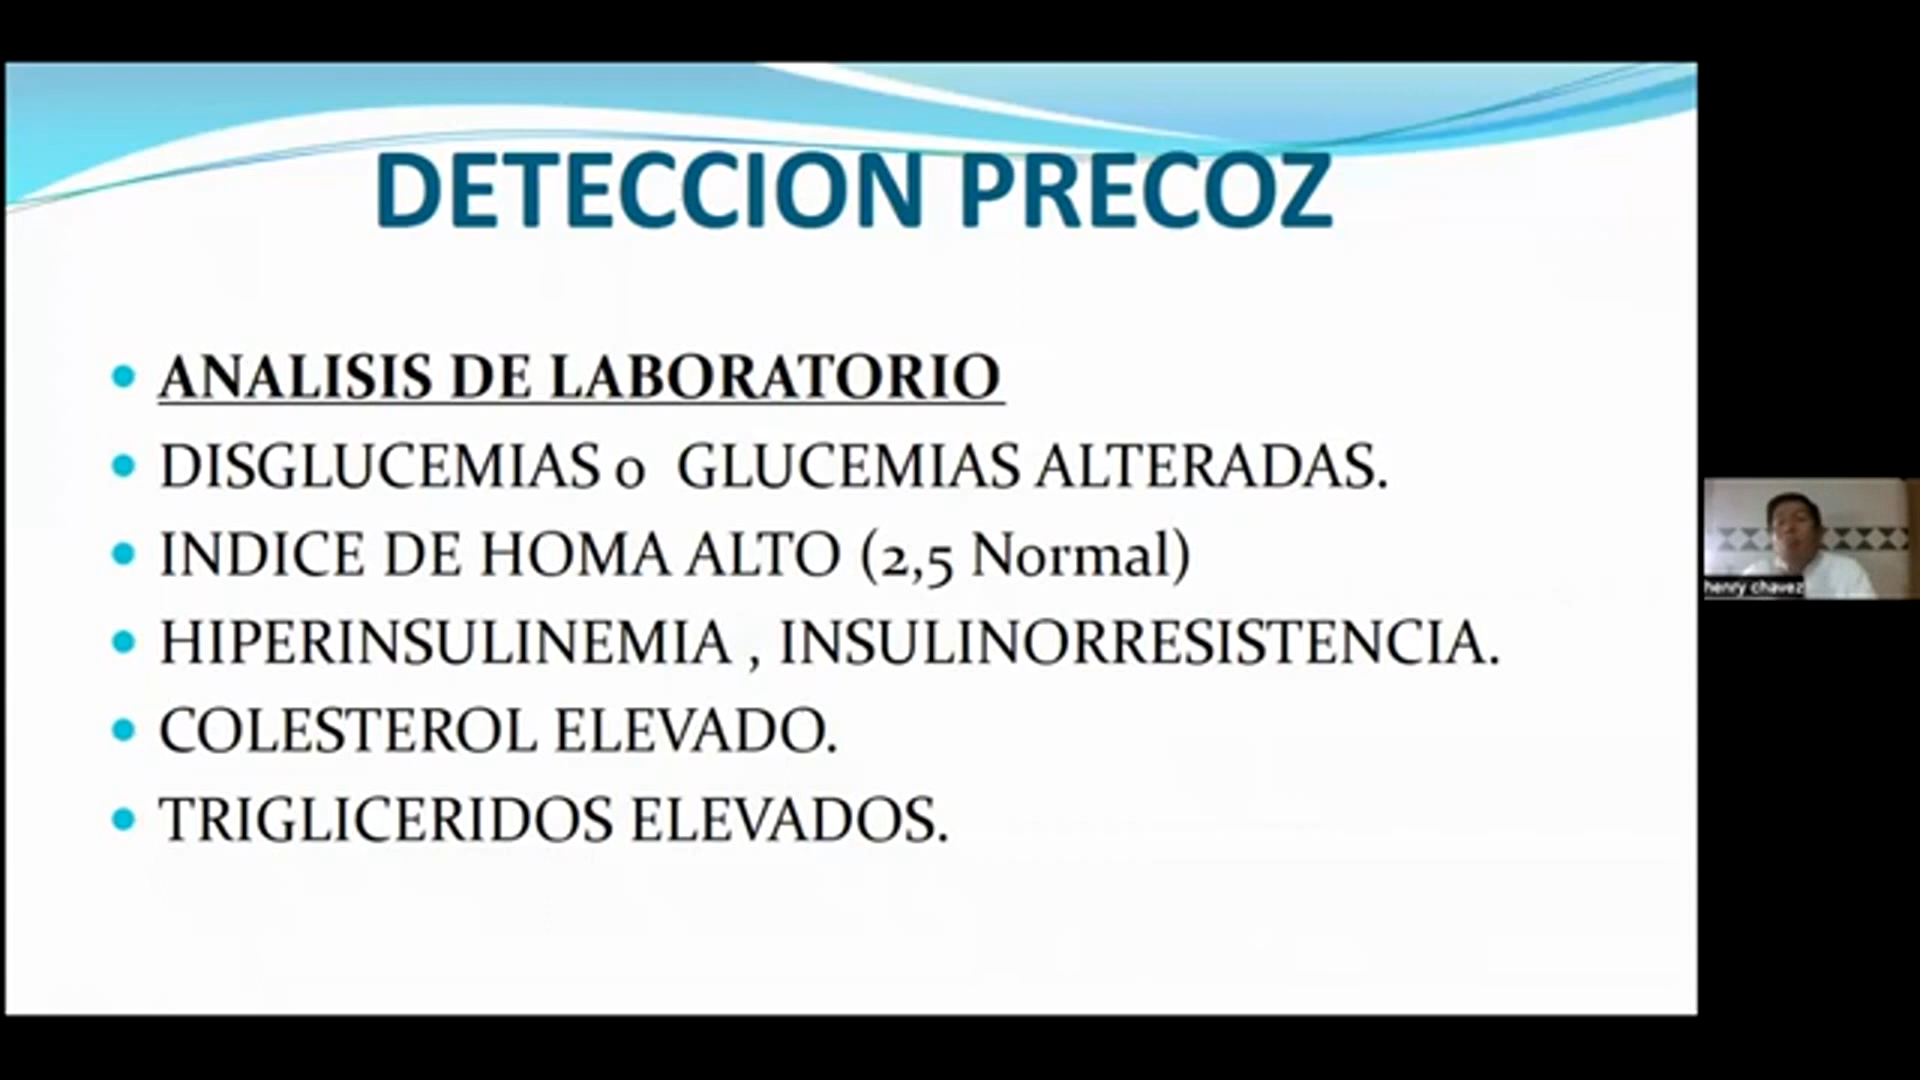 DETECCION PRECOZ
ANALISIS DE LABORATORIO
DISGLUCEMIAS o GLUCEMIAS ALTERADAS.
INDICE DE HOMA ALTO (2,5 Normal)
HIPERINSULINEMIA , INSULINORRESISTENCIA.
COLESTEROL ELEVADO.
TRIGLICERIDOS ELEVADOS.
henry chavez